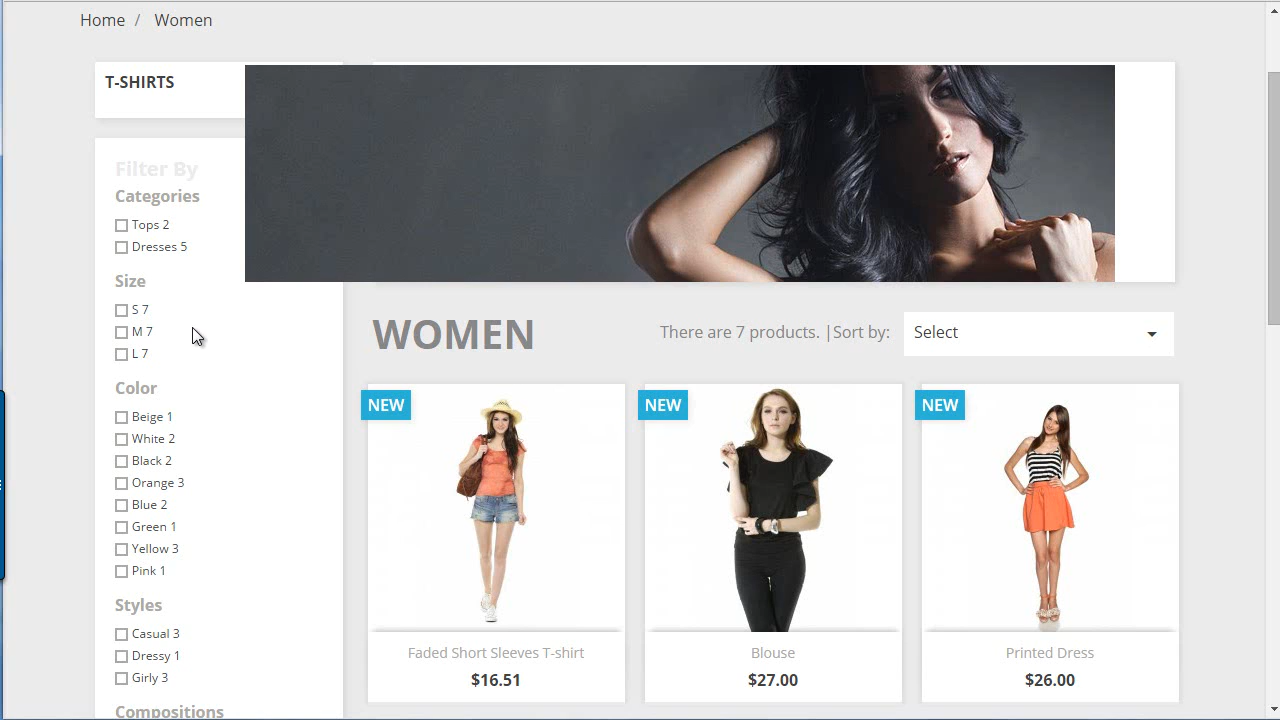 Home / Women
T-SHIRTS
Filter By
Categories
Tops 2
Dresses 5
Size
S 7
M 7
L 7
Color
Beige 1
White 2
Black 2
Orange 3
Blue 2
Green 1
Yellow 3
Pink 1
Styles
Casual 3
Dressy 1
Girly 3
Compositions
WOMEN
There are 7 products. |Sort by:
Select
NEW
Faded Short Sleeves T-shirt
$16.51
NEW
Blouse
$27.00
NEW
Printed Dress
$26.00